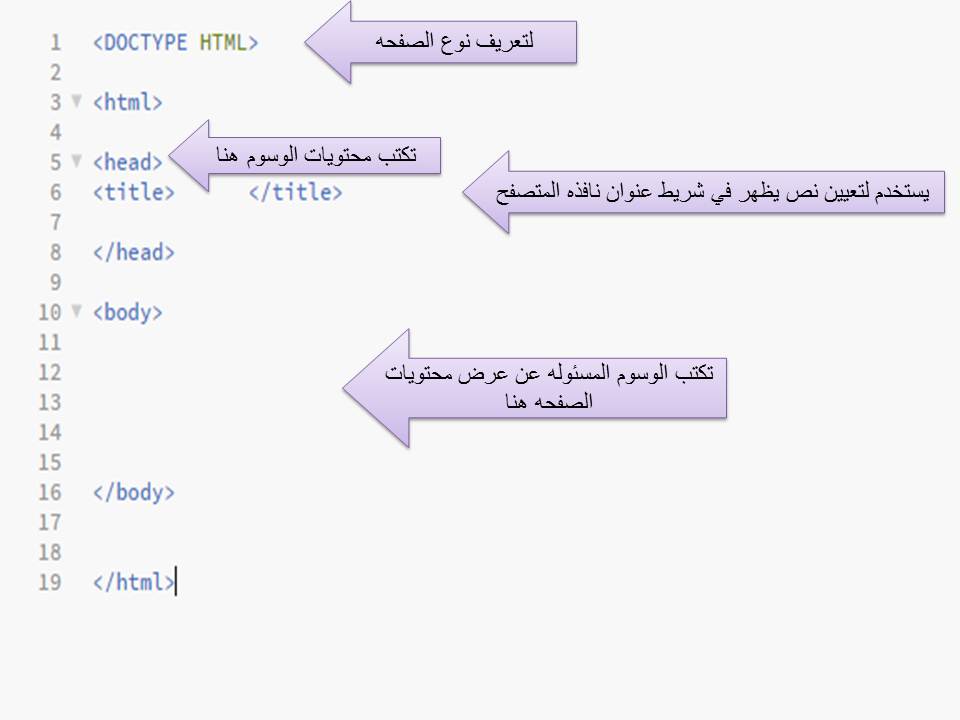 1 <DOCTYPE HTML>
لتعريف نوع الصفحه
2
3 <html>
4
تكتب محتويات الوسوم هنا
5 <head>
6 <title> </title>
يستخدم لتعيين نص يظهر في شريط عنوان نافذه المتصفح
7
8 </head>
9
10 <body>
11
12
تكتب الوسوم المسئوله عن عرض محتويات
13
الصفحه هنا
14
15
16 </body>
17
18
19 </html>